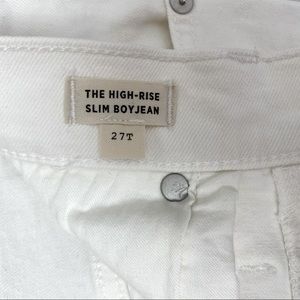 THE HIGH-RISE
SLIM BOYJEAN
27T